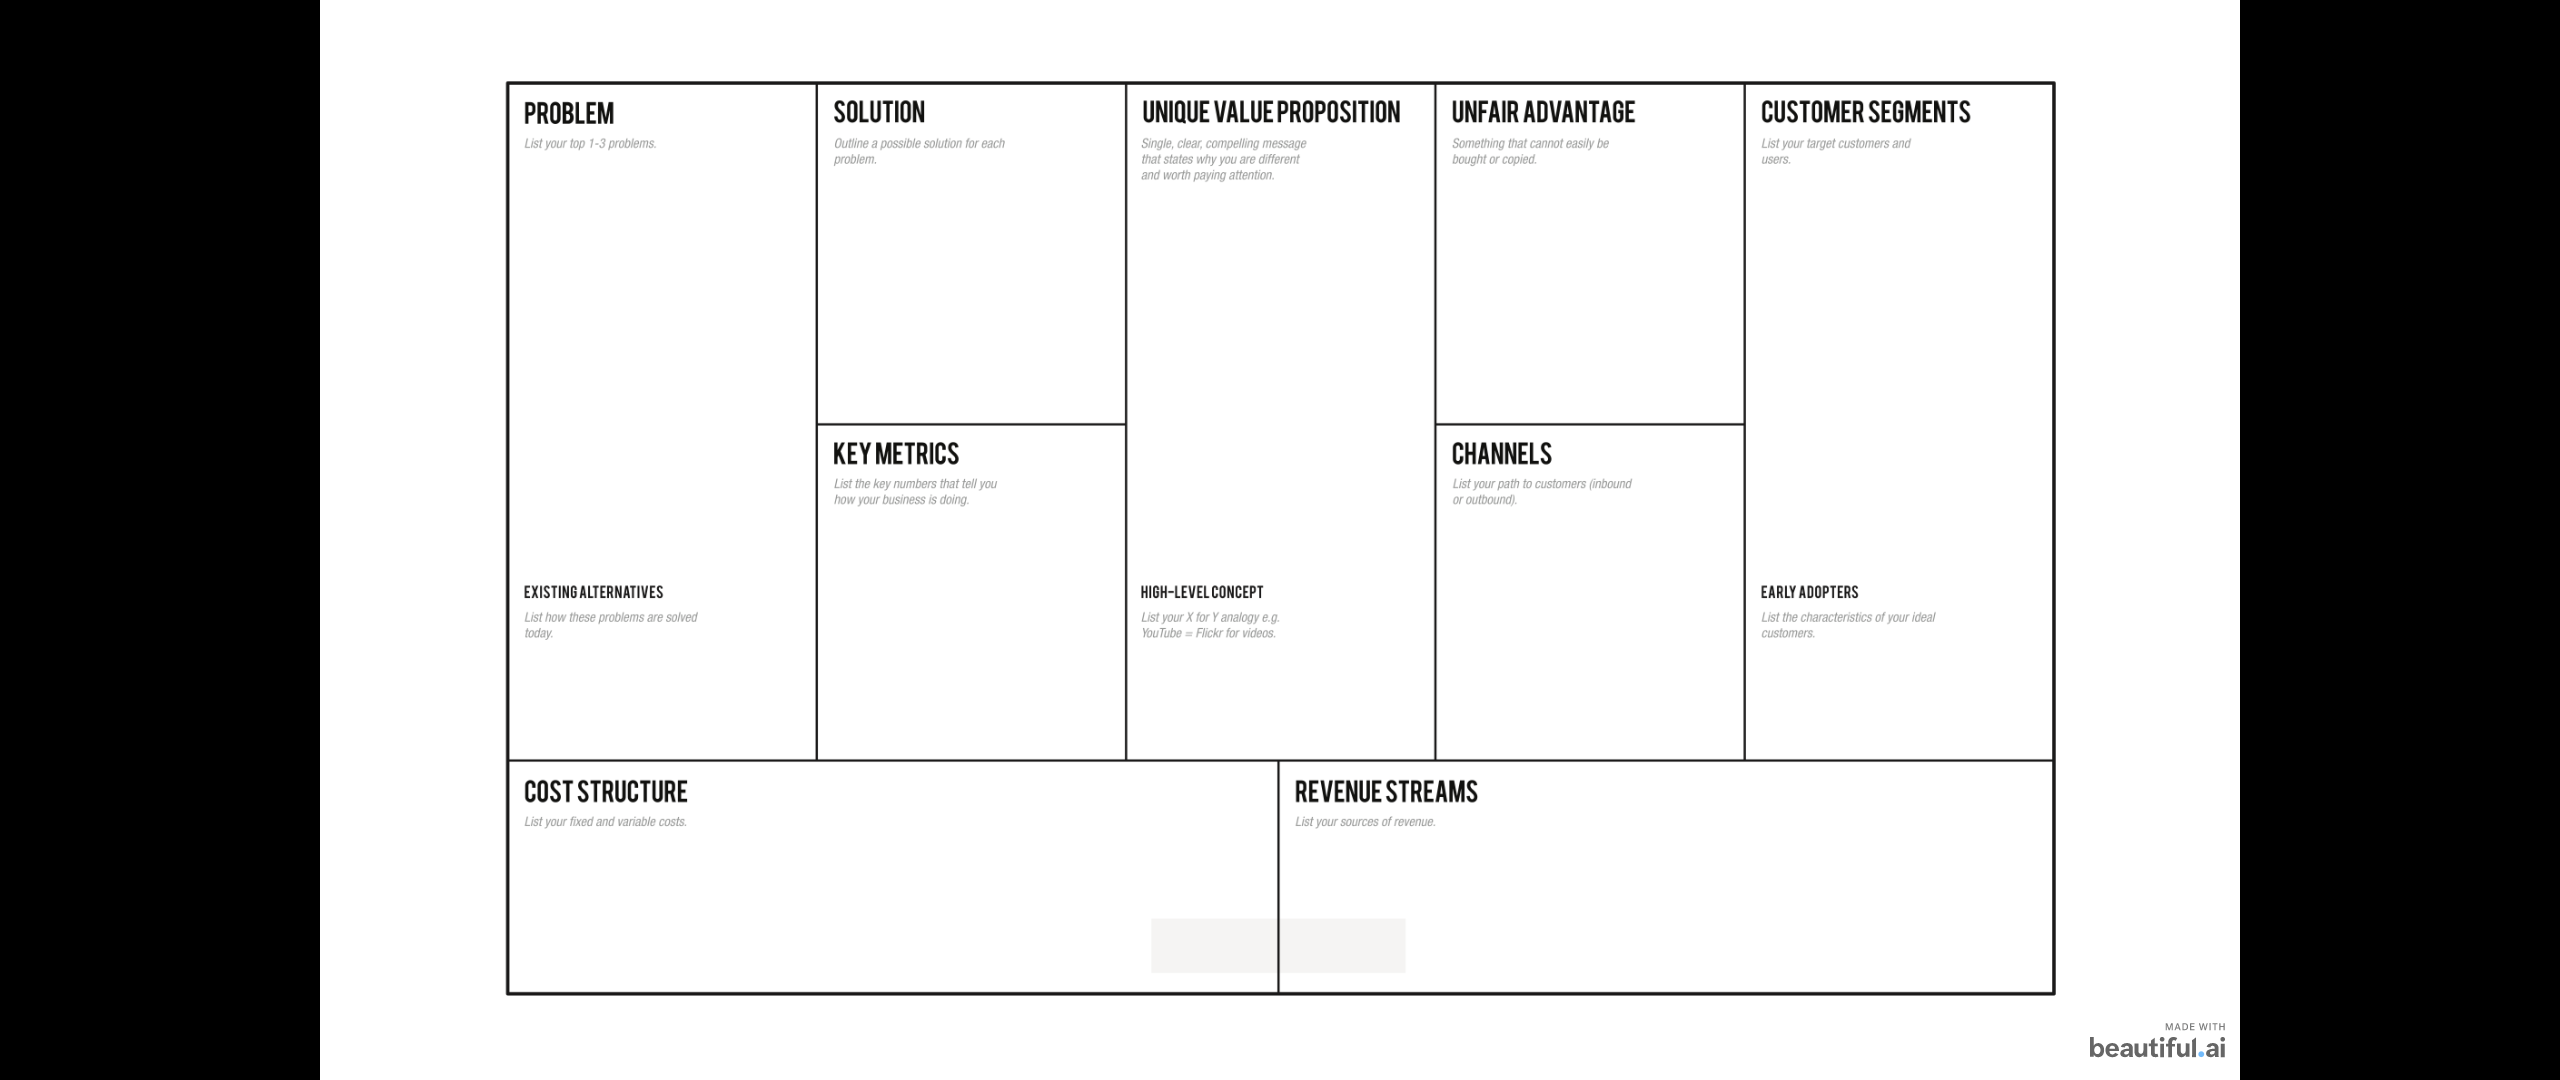 PROBLEM
List your top 1-3 problems.
EXISTING ALTERNATIVES
List how these problems are solved
today.
SOLUTION
Outline a possible solution for each
problem.
KEY METRICS
List the key numbers that tell you
how your business is doing.
UNIQUE VALUE PROPOSITION
Single, clear, compelling message
that states why you are different
and worth paying attention.
HIGH-LEVEL CONCEPT
List your X for Y analogy e.g.
YouTube = Flickr for videos.
UNFAIR ADVANTAGE
Something that cannot easily be
bought or copied.
CHANNELS
List your path to customers (inbound
or outbound).
CUSTOMER SEGMENTS
List your target customers and
users.
EARLY ADOPTERS
List the characteristics of your ideal
customers.
COST STRUCTURE
List your fixed and variable costs.
REVENUE STREAMS
List your sources of revenue.
MADE WITH
beautiful.ai